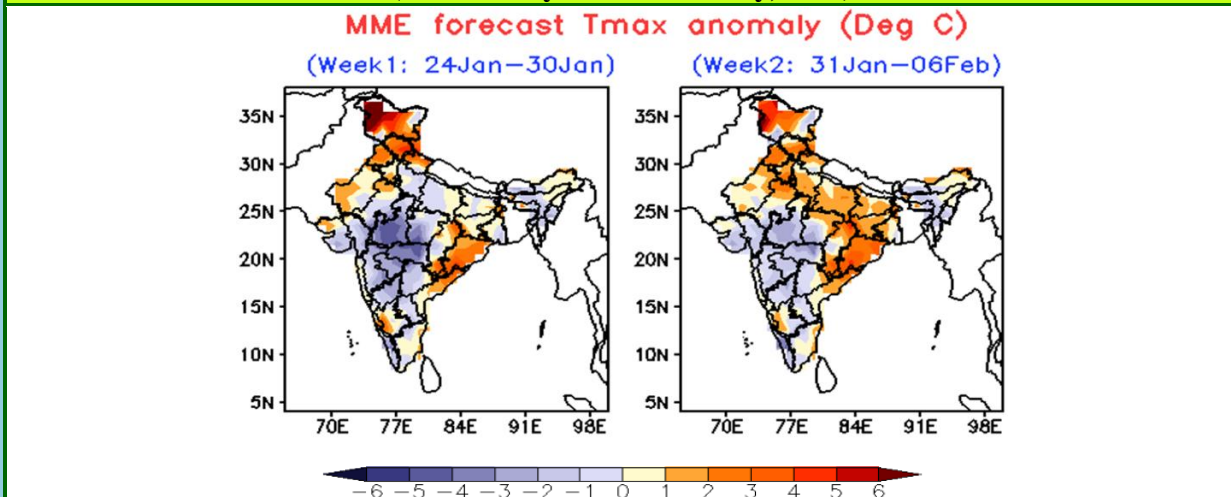 MME forecast Tmax anomaly (Deg C)
(Week1: 24Jan−30Jan) (Week2: 31Jan−06Feb)
35N 35N
30N 30N
25N 25N
20N 20N
15N 15N
10N 10N
5N 5N
70E 77E 84E 91E 98E 70E 77E 84E 91E 98E
−6 −5 −4 −3 −2 −1 0 1 2 3 4 5 6